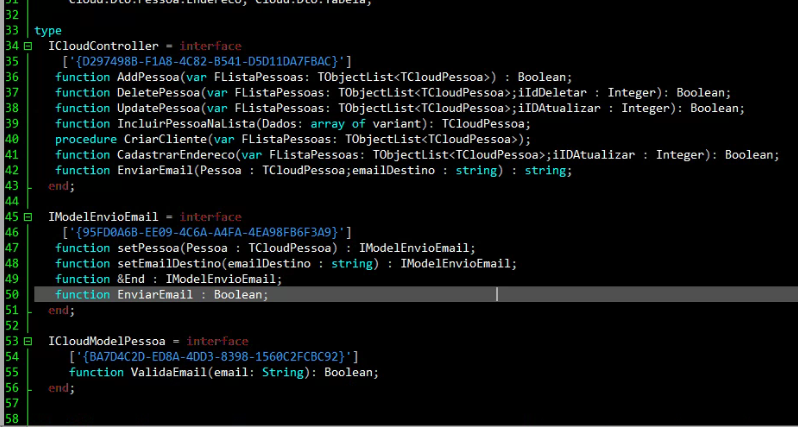 31 Cloud.Dto.Pessoa.Endereco, Cloud.Dto.Tabela;
32
33 type
34 ICloudController = interface
35 ['{D297498B-F1A8-4C82-B541-D5D11DA7FBAC}']
36 function AddPessoa(var FListaPessoas: TObjectList<TCloudPessoa>) : Boolean;
37 function DeletePessoa(var FListaPessoas: TObjectList<TCloudPessoa>;iIdDeletar : Integer): Boolean;
38 function UpdatePessoa(var FListaPessoas: TObjectList<TCloudPessoa>;iIDAtualizar : Integer): Boolean;
39 function IncluirPessoaNaLista(Dados: array of variant): TCloudPessoa;
40 procedure CriarCliente(var FListaPessoas: TObjectList<TCloudPessoa>);
41 function CadastrarEndereco(var FListaPessoas: TObjectList<TCloudPessoa>;iIDAtualizar : Integer): Boolean;
42 function EnviarEmail(Pessoa : TCloudPessoa;emailDestino : string) : string;
43 end;
44
45 IModelEnvioEmail = interface
46 ['{95FD0A6B-EE09-4C6A-A4FA-4EA98FB6F3A9}']
47 function setPessoa(Pessoa : TCloudPessoa) : IModelEnvioEmail;
48 function setEmailDestino(emailDestino : string) : IModelEnvioEmail;
49 function &End : IModelEnvioEmail;
50 function EnviarEmail : Boolean;
51 end;
52
53 ICloudModelPessoa = interface
54 ['{BA7D4C2D-ED8A-4DD3-8398-1560C2FCBC92}']
55 function ValidaEmail(email: String): Boolean;
56 end;
57
58